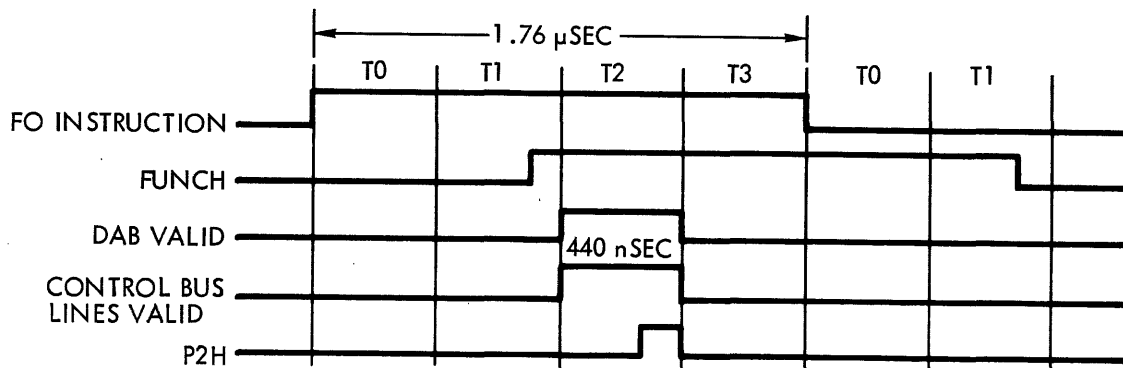 1.76 µSEC
T0 T1 T2 T3 T0 T1
FO INSTRUCTION
FUNCH
DAB VALID
440 nSEC
CONTROL BUS
LINES VALID
P2H